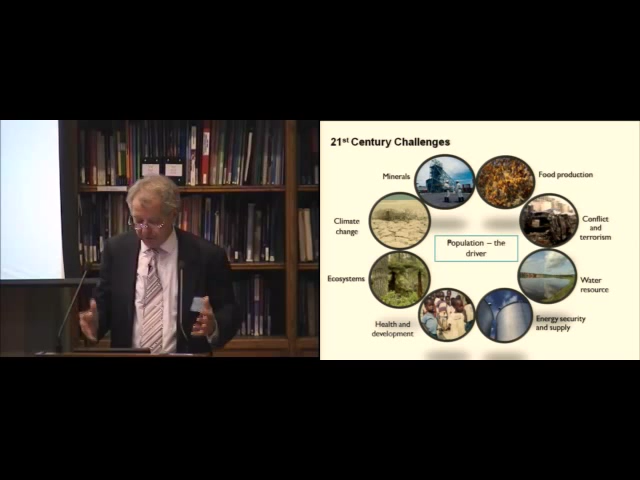 21st Century Challenges
Minerals
Food production
Climate
change
Conflict
and
terrorism
Population – the
driver
Ecosystems
Water
resource
Health and
development
Energy security
and supply